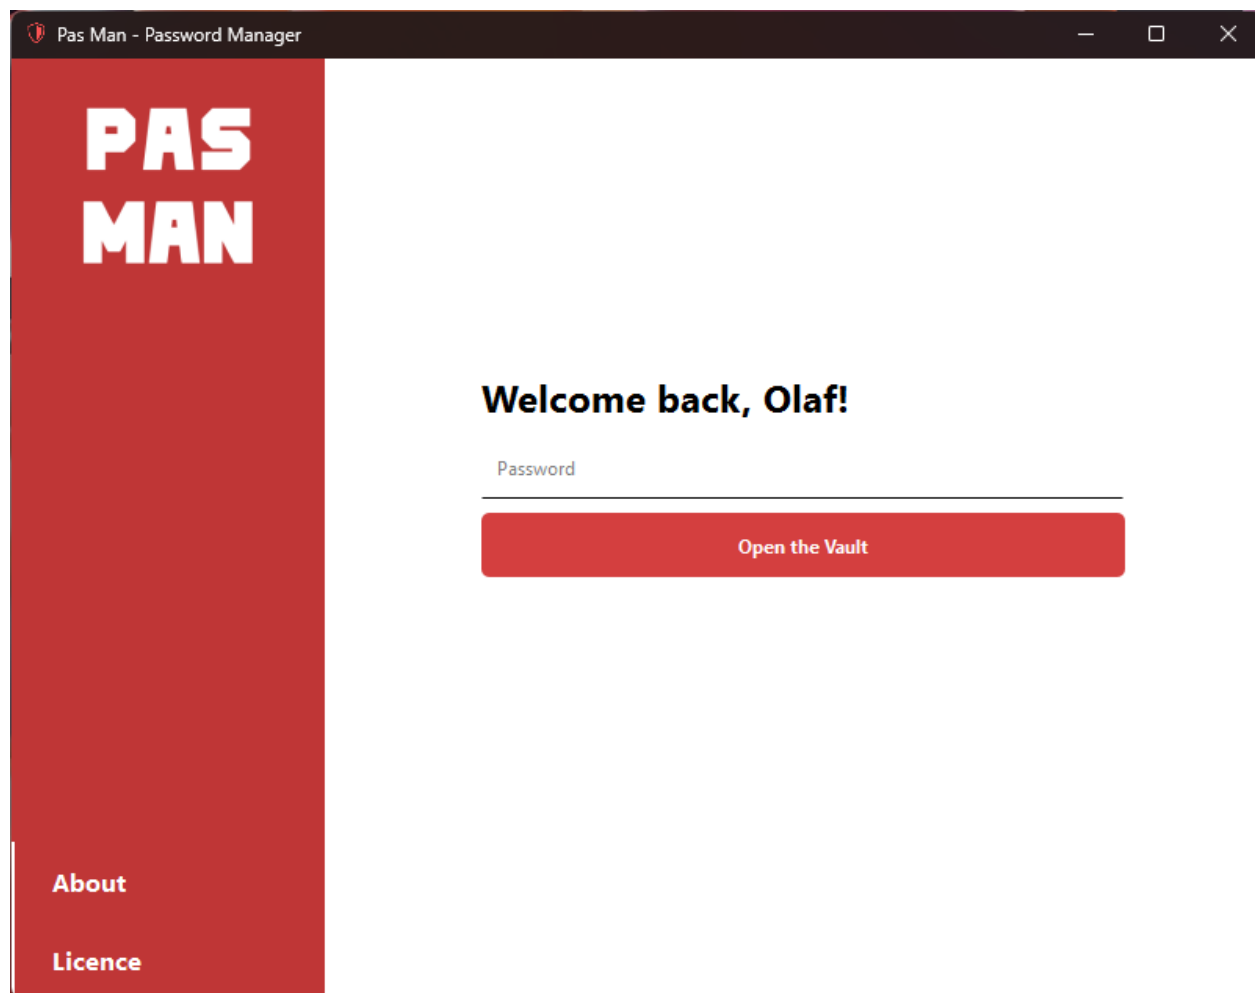 Pas Man - Password Manager
PAS
MAN
Welcome back, Olaf!
Password
Open the Vault
About
Licence